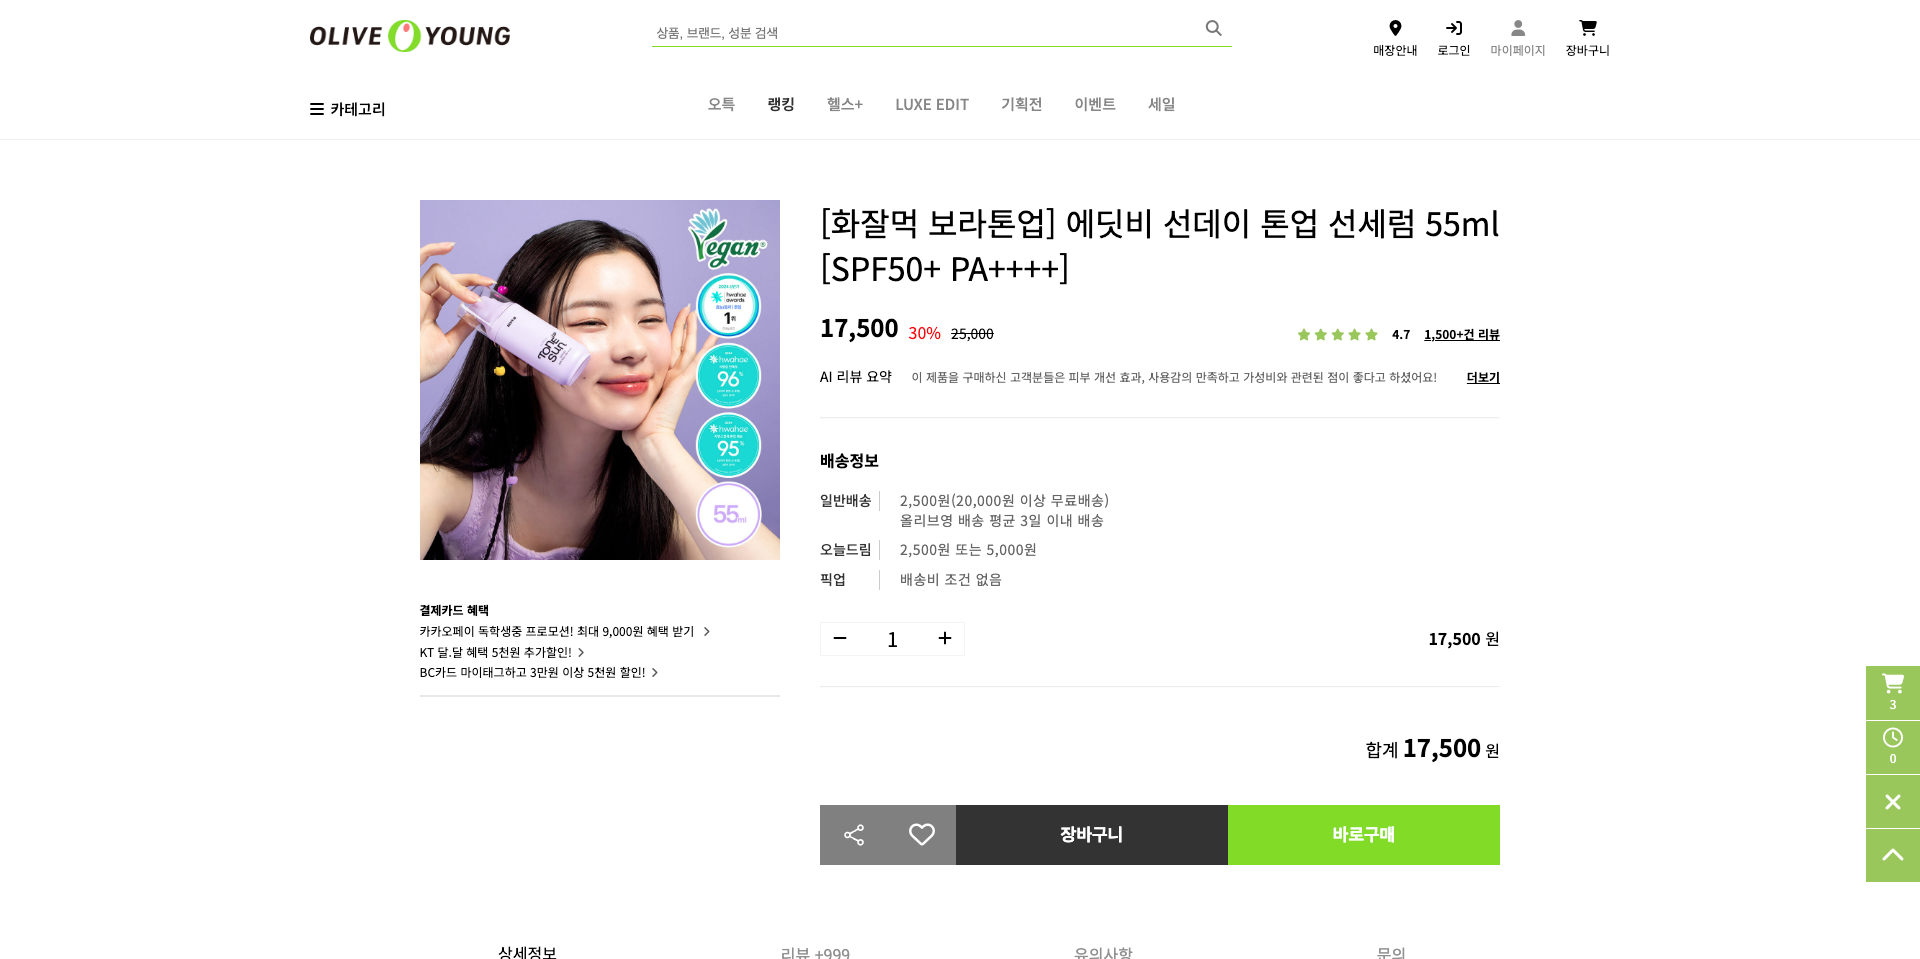 OLIVE YOUNG
상품, 브랜드, 성분 검색
매장안내
로그인
마이페이지
장바구니
카테고리
오특
랭킹
헬스+
LUXE EDIT
기획전
이벤트
세일
Vegan
hwahae
awards
1위
hwahae
96%
hwahae
95%
55ml
TONE UP
SUN
[화잘먹 보라톤업] 에딧비 선데이 톤업 선세럼 55ml
[SPF50+ PA++++]
17,500 30% 25,000
4.7 1,500+건 리뷰
AI 리뷰 요약 이 제품을 구매하신 고객분들은 피부 개선 효과, 사용감의 만족하고 가성비와 관련된 점이 좋다고 하셨어요! 더보기
배송정보
일반배송 2,500원(20,000원 이상 무료배송)
올리브영 배송 평균 3일 이내 배송
오늘드림 2,500원 또는 5,000원
픽업 배송비 조건 없음
1
17,500 원
합계 17,500 원
장바구니
바로구매
결제카드 혜택
카카오페이 독학생중 프로모션! 최대 9,000원 혜택 받기
KT 달.달 혜택 5천원 추가할인!
BC카드 마이태그하고 3만원 이상 5천원 할인!
3
0
상세정보
리뷰 +999
유의사항
문의